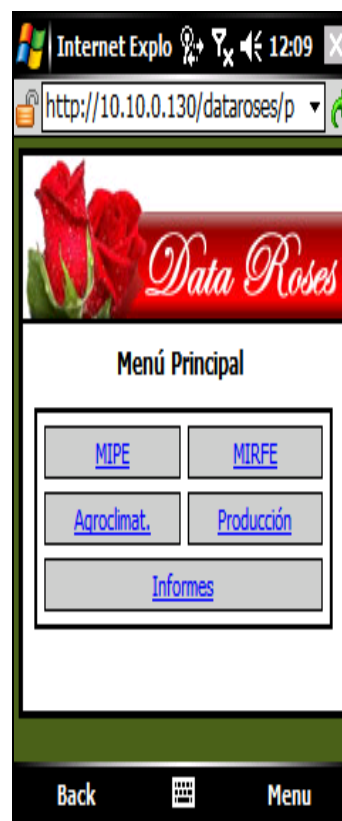 Internet Explo 12:09
http://10.10.0.130/dataroses/p
Data Roses
Menú Principal
MIPE MIRFE
Agroclimat. Producción
Informes
Back Menu